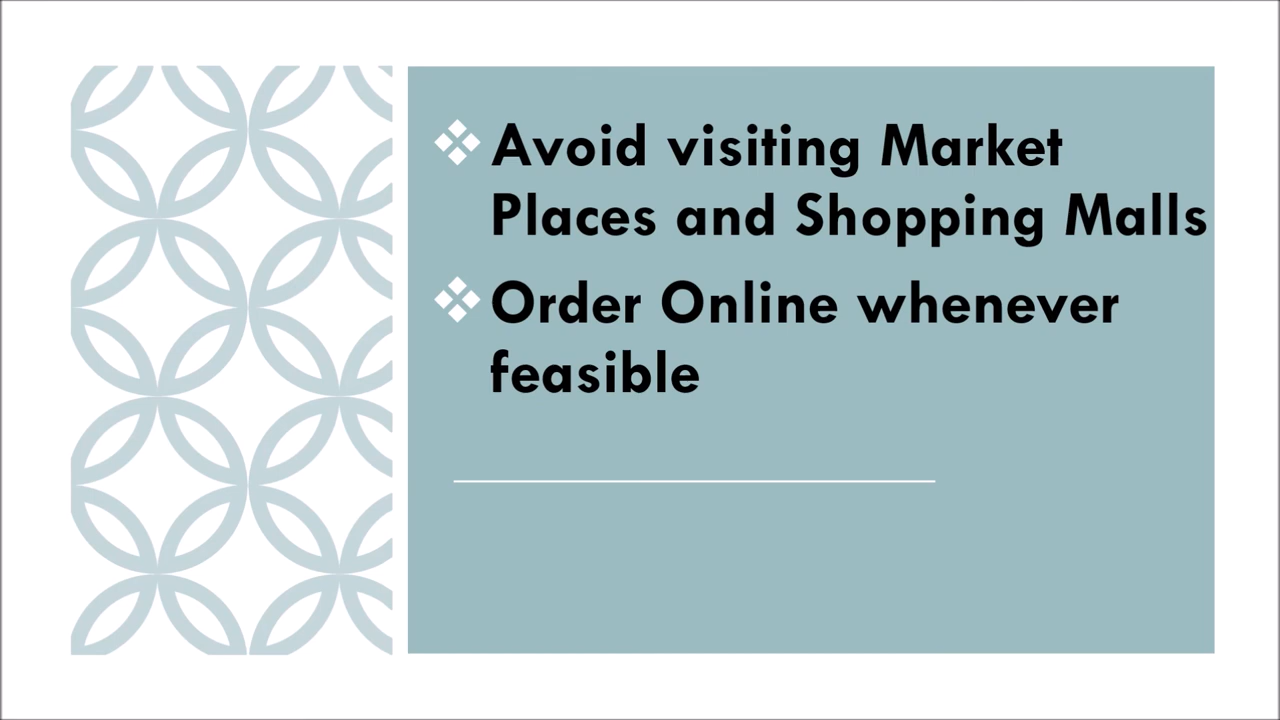 Avoid visiting Market
Places and Shopping Malls
Order Online whenever
feasible